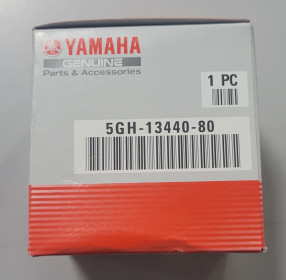 YAMAHA
GENUINE
Parts & Accessories
1 PC
5GH-13440-80